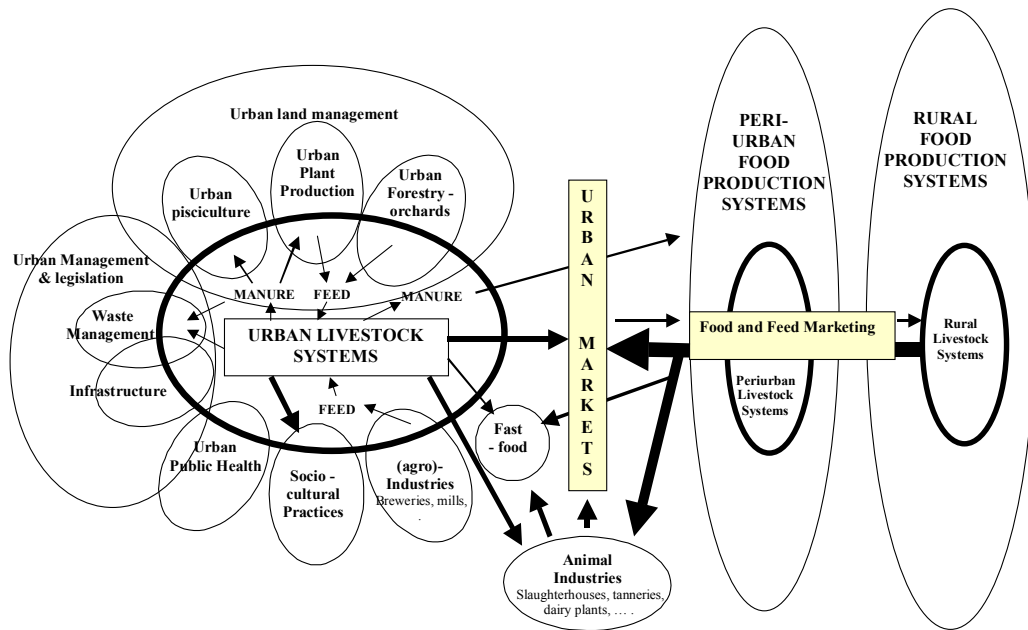 Urban land management
Urban
Plant
Production
Urban
pisciculture
Urban
Forestry -
orchards
Urban Management
& legislation
Waste
Management
Infrastructure
MANURE
FEED
MANURE
URBAN LIVESTOCK
SYSTEMS
FEED
Urban
Public Health
Socio -
cultural
Practices
(agro)-
Industries
Breweries, mills,
.
Fast
- food
Animal
Industries
Slaughterhouses, tanneries,
dairy plants, ... .
U
R
B
A
N
M
A
R
K
E
T
S
PERI-
URBAN
FOOD
PRODUCTION
SYSTEMS
Food and Feed Marketing
Periurban
Livestock
Systems
RURAL
FOOD
PRODUCTION
SYSTEMS
Rural
Livestock
Systems